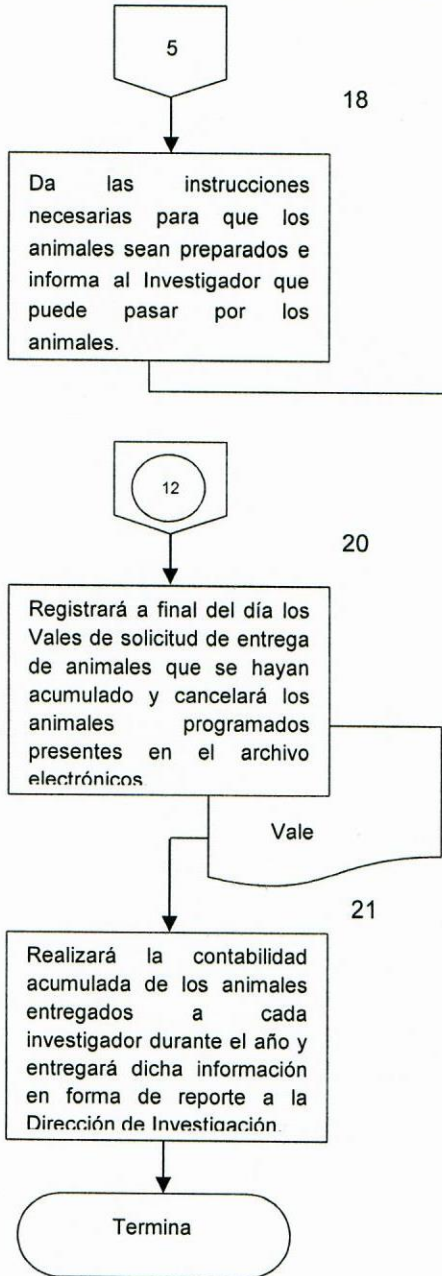 5
18
Da las instrucciones
necesarias para que los
animales sean preparados e
informa al Investigador que
puede pasar por los
animales.
12
20
Registrará a final del día los
Vales de solicitud de entrega
de animales que se hayan
acumulado y cancelará los
animales programados
presentes en el archivo
electrónicos.
Vale
21
Realizará la contabilidad
acumulada de los animales
entregados a cada
investigador durante el año y
entregará dicha información
en forma de reporte a la
Dirección de Investigación.
Termina